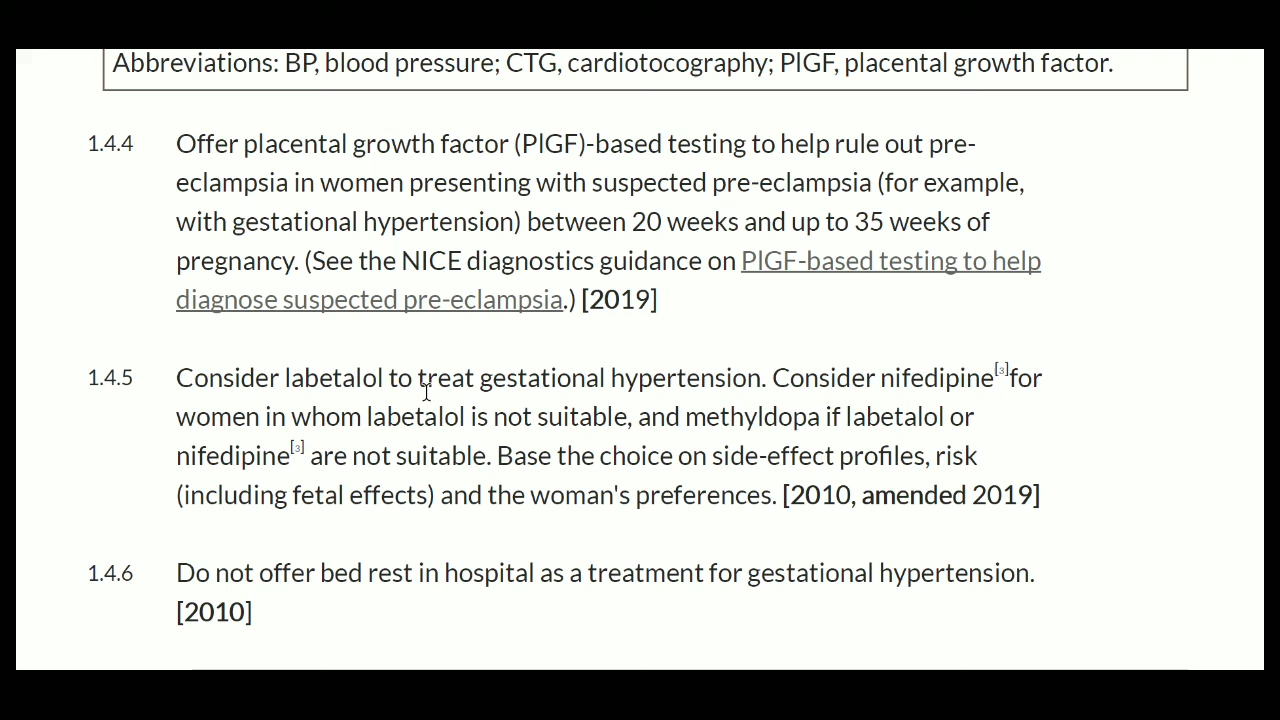 Abbreviations: BP, blood pressure; CTG, cardiotocography; PlGF, placental growth factor.
1.4.4 Offer placental growth factor (PlGF)-based testing to help rule out pre-
eclampsia in women presenting with suspected pre-eclampsia (for example,
with gestational hypertension) between 20 weeks and up to 35 weeks of
pregnancy. (See the NICE diagnostics guidance on PlGF-based testing to help
diagnose suspected pre-eclampsia.) [2019]
1.4.5 Consider labetalol to treat gestational hypertension. Consider nifedipine[3]for
women in whom labetalol is not suitable, and methyldopa if labetalol or
nifedipine[3] are not suitable. Base the choice on side-effect profiles, risk
(including fetal effects) and the woman's preferences. [2010, amended 2019]
1.4.6 Do not offer bed rest in hospital as a treatment for gestational hypertension.
[2010]